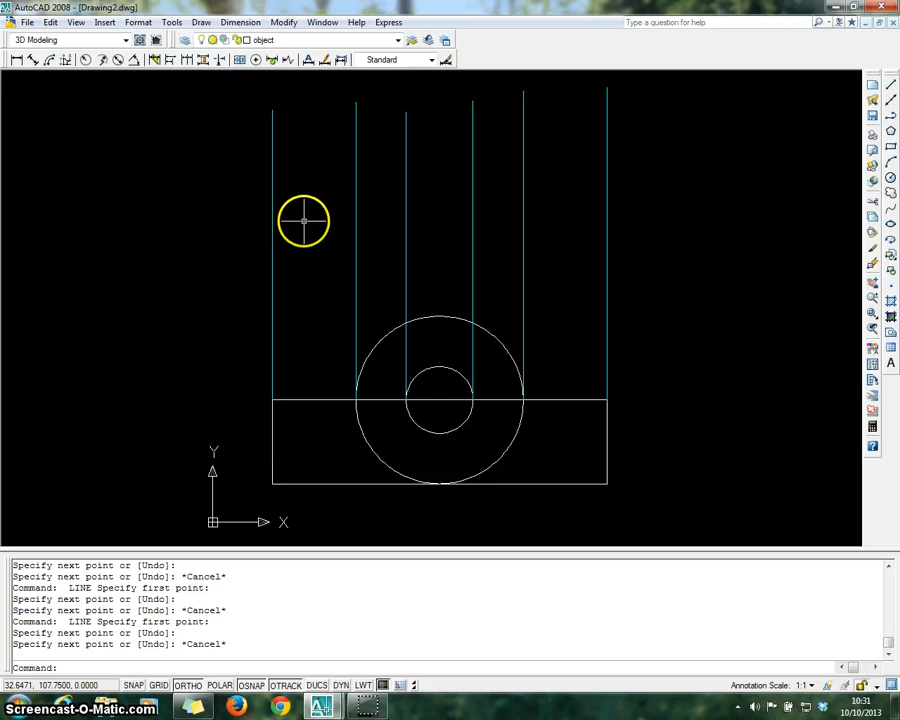 AutoCAD 2008 - [Drawing2.dwg]
File Edit View Insert Format Tools Draw Dimension Modify Window Help Express
Type a question for help
3D Modeling
object
Standard
A
Y
X
Specify next point or [Undo]:
Specify next point or [Undo]: *Cancel*
Command:  LINE Specify first point:
Specify next point or [Undo]:
Specify next point or [Undo]: *Cancel*
Command:  LINE Specify first point:
Specify next point or [Undo]:
Specify next point or [Undo]: *Cancel*
Command:
32.6471, 107.7500, 0.0000 SNAP GRID ORTHO POLAR OSNAP OTRACK DUCS DYN LWT
Annotation Scale: 1:1
Screencast-O-Matic.com
10:31
10/10/2013